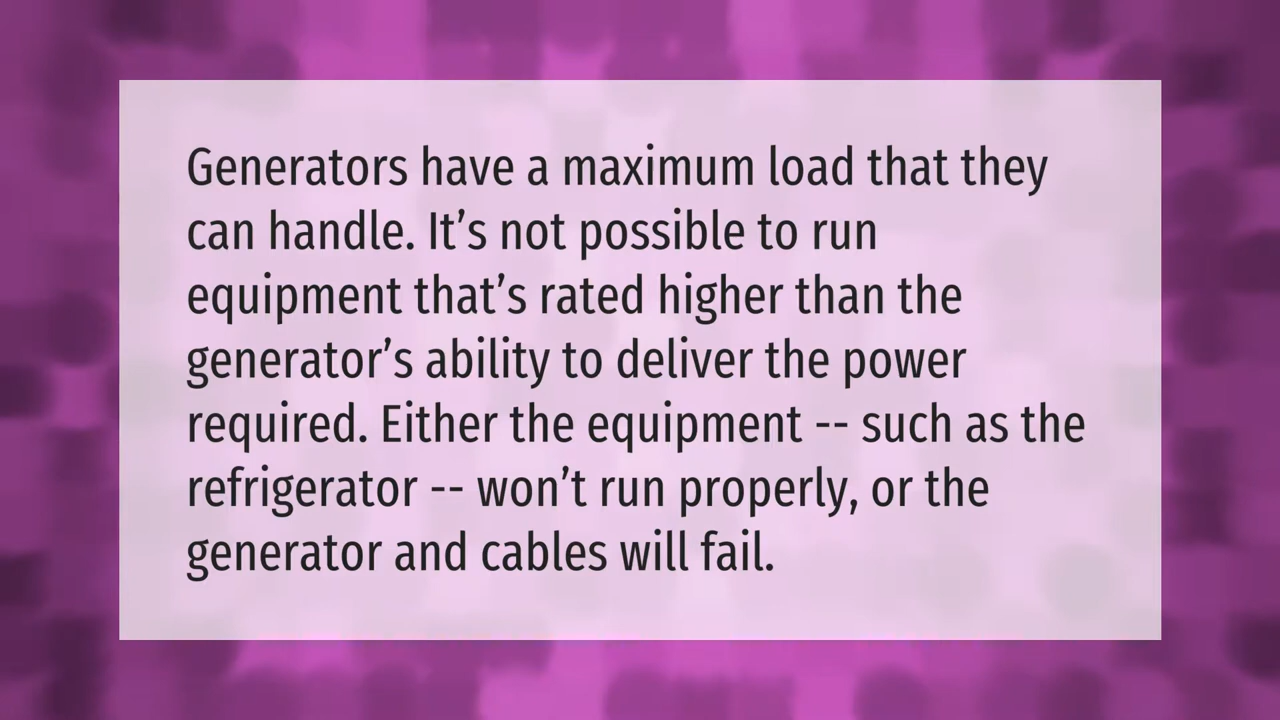 Generators have a maximum load that they
can handle. It’s not possible to run
equipment that’s rated higher than the
generator’s ability to deliver the power
required. Either the equipment -- such as the
refrigerator -- won’t run properly, or the
generator and cables will fail.